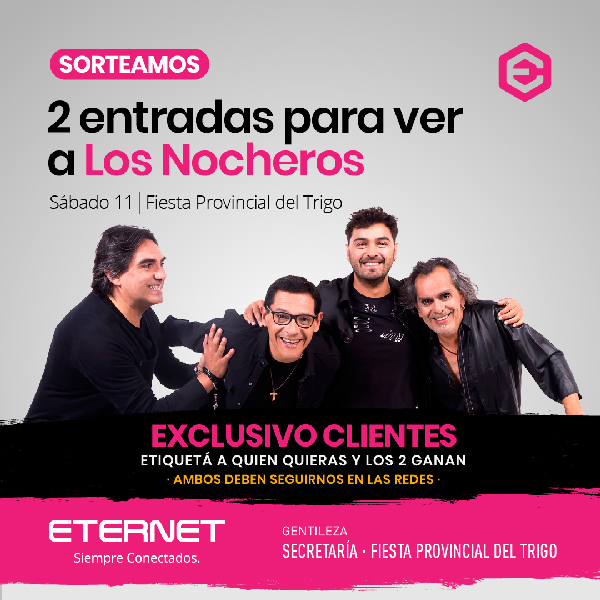 SORTEAMOS
2 entradas para ver
a Los Nocheros
Sábado 11 | Fiesta Provincial del Trigo
EXCLUSIVO CLIENTES
ETIQUETÁ A QUIEN QUIERAS Y LOS 2 GANAN
· AMBOS DEBEN SEGUIRNOS EN LAS REDES ·
ETERNET
Siempre Conectados.
GENTILEZA
SECRETARÍA · FIESTA PROVINCIAL DEL TRIGO